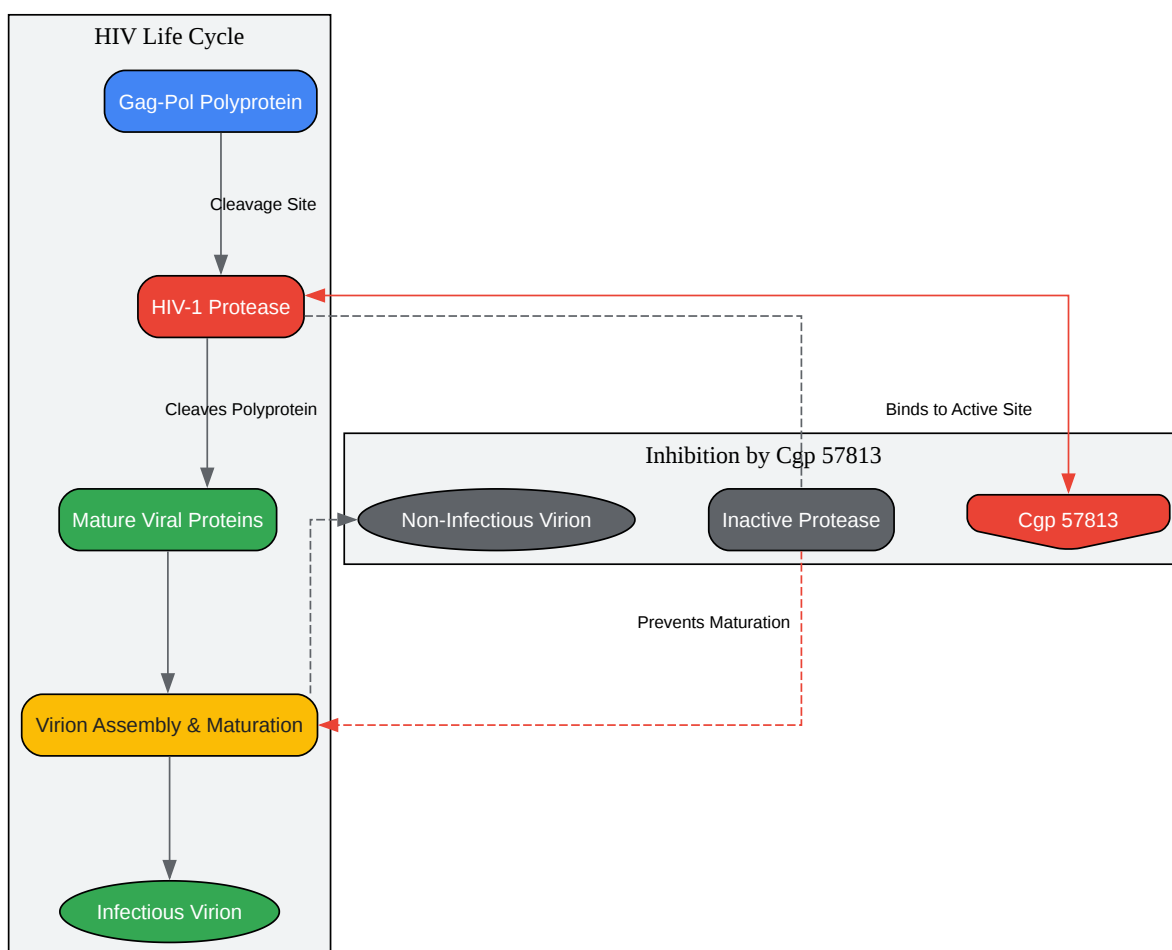 HIV Life Cycle
Gag-Pol Polyprotein
Cleavage Site
HIV-1 Protease
Cleaves Polyprotein
Binds to Active Site
Inhibition by Cgp 57813
Mature Viral Proteins
Non-Infectious Virion
Inactive Protease
Cgp 57813
Prevents Maturation
Virion Assembly & Maturation
Infectious Virion